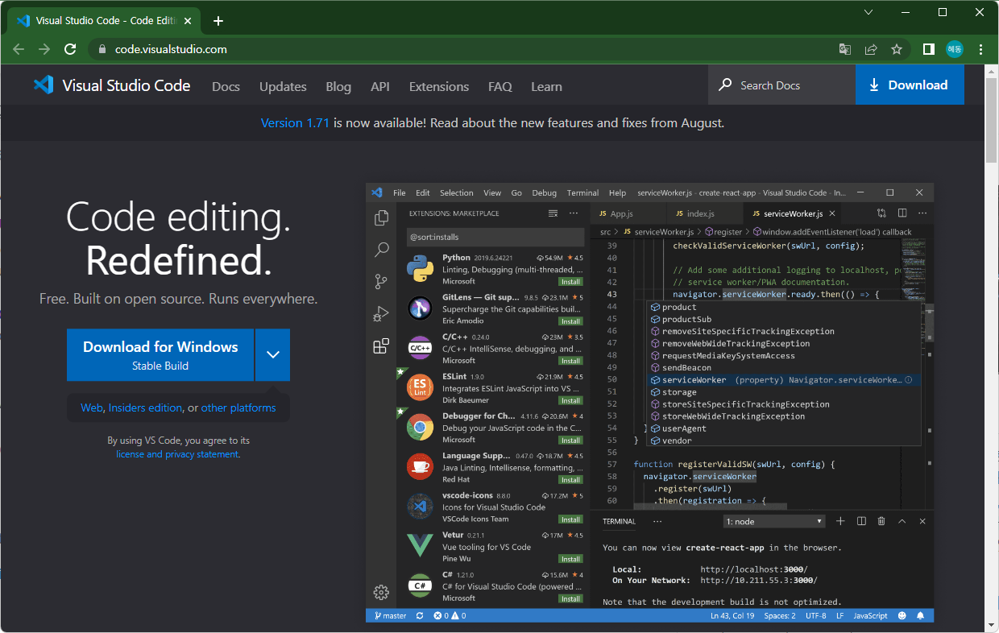 Visual Studio Code - Code Editi
code.visualstudio.com
혜동
Visual Studio Code Docs Updates Blog API Extensions FAQ Learn Search Docs Download
Version 1.71 is now available! Read about the new features and fixes from August.
Code editing.
Redefined.
Free. Built on open source. Runs everywhere.
Download for Windows
Stable Build
Web, Insiders edition, or other platforms
By using VS Code, you agree to its
license and privacy statement.
File Edit Selection View Go Debug Terminal Help serviceWorker.js - create-react-app - Visual Studio Code - In...
EXTENSIONS: MARKETPLACE ...
@sort:installs
Python 2019.6.24221 54.9M ★ 4.5
Linting, Debugging (multi-threaded, ...
Microsoft Install
GitLens — Git sup... 9.8.5 23.1M ★ 5
Supercharge the Git capabilities buil...
Eric Amodio Install
C/C++ 0.24.0 23M ★ 3.5
C/C++
C/C++ IntelliSense, debugging, and ...
Microsoft Install
ESLint 1.9.0 21.9M ★ 4.5
ES
Lint
Integrates ESLint JavaScript into VS ...
Dirk Baeumer Install
Debugger for Ch... 4.11.6 20.6M ★ 4
Debug your JavaScript code in the C...
Microsoft Install
Language Supp... 0.47.0 18.7M ★ 4.5
Java Linting, Intellisense, formatting, ...
Red Hat Install
vscode-icons 8.8.0 17.2M ★ 5
Icons for Visual Studio Code
VSCode Icons Team Install
Vetur 0.21.1 17M ★ 4.5
Vue tooling for VS Code
Pine Wu Install
C# 1.21.0 15.6M ★ 4
C#
C# for Visual Studio Code (powered ...
Microsoft Install
JS App.js JS index.js JS serviceWorker.js ...
src > JS serviceWorker.js > register > window.addEventListener('load') callback
39 checkValidServiceWorker(swUrl, config);
40
41 // Add some additional logging to localhost, p
42 // service worker/PWA documentation.
43 navigator.serviceWorker.ready.then(() => {
44 product
45 productSub
46 removeSiteSpecificTrackingException
47 removeWebWideTrackingException
48 requestMediaKeySystemAccess
49 sendBeacon
50 serviceWorker (property) Navigator.serviceWorke...
51 storage
52 storeSiteSpecificTrackingException
53 storeWebWideTrackingException
54 } userAgent
55 } vendor
56
57 function registerValidSW(swUrl, config) {
58 navigator.serviceWorker
59 .register(swUrl)
60 .then(registration => {
TERMINAL ... 1: node
You can now view create-react-app in the browser.
Local: http://localhost:3000/
On Your Network: http://10.211.55.3:3000/
Note that the development build is not optimized.
master 0 0 Ln 43, Col 19 Spaces: 2 UTF-8 LF JavaScript